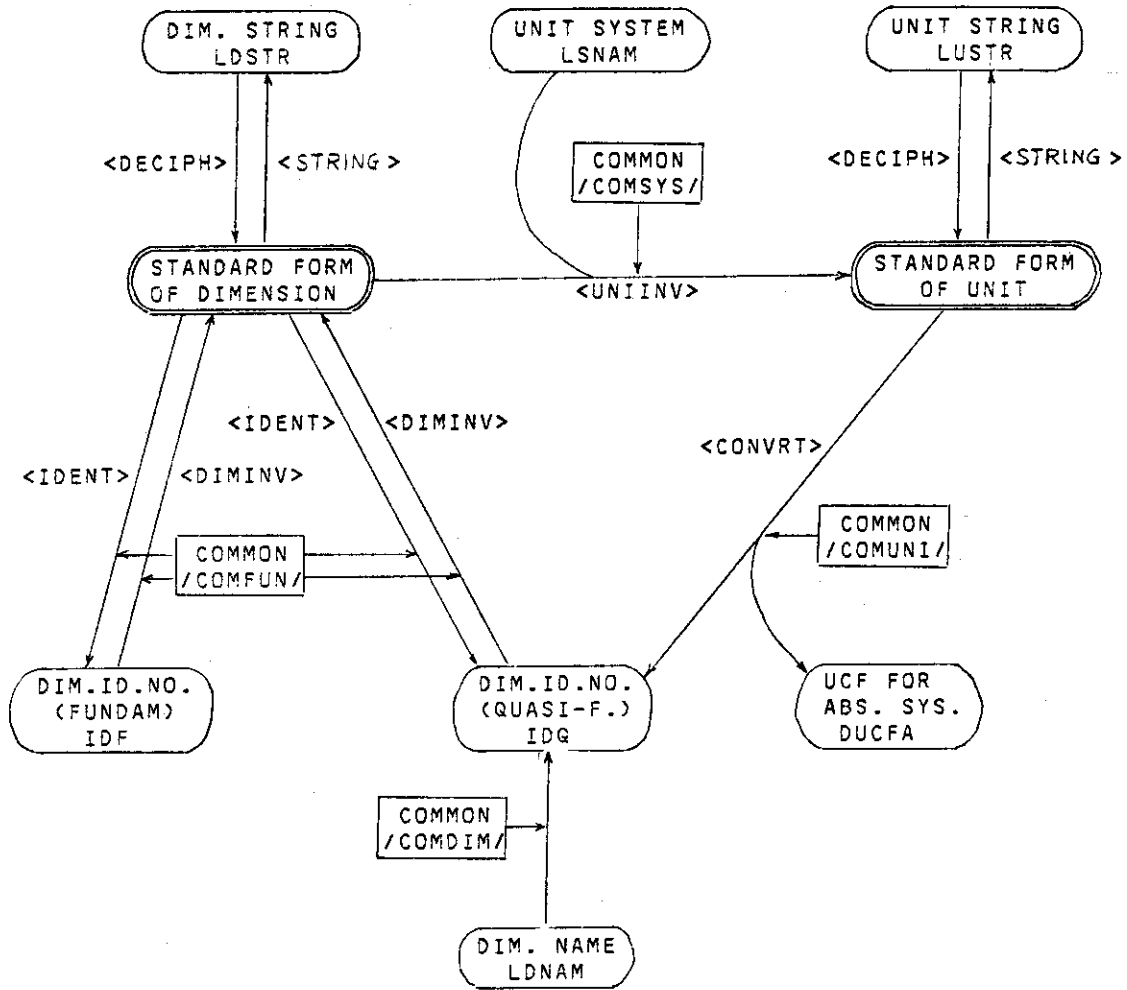 DIM. STRING
LDSTR
UNIT SYSTEM
LSNAM
UNIT STRING
LUSTR
<DECIPH>
<STRING>
COMMON
/COMSYS/
<DECIPH>
<STRING>
STANDARD FORM
OF DIMENSION
<UNIINV>
STANDARD FORM
OF UNIT
<IDENT>
<DIMINV>
<CONVRT>
<IDENT>
<DIMINV>
COMMON
/COMFUN/
COMMON
/COMUNI/
DIM.ID.NO.
(FUNDAM)
IDF
DIM.ID.NO.
(QUASI-F.)
IDQ
UCF FOR
ABS. SYS.
DUCFA
COMMON
/COMDIM/
DIM. NAME
LDNAM